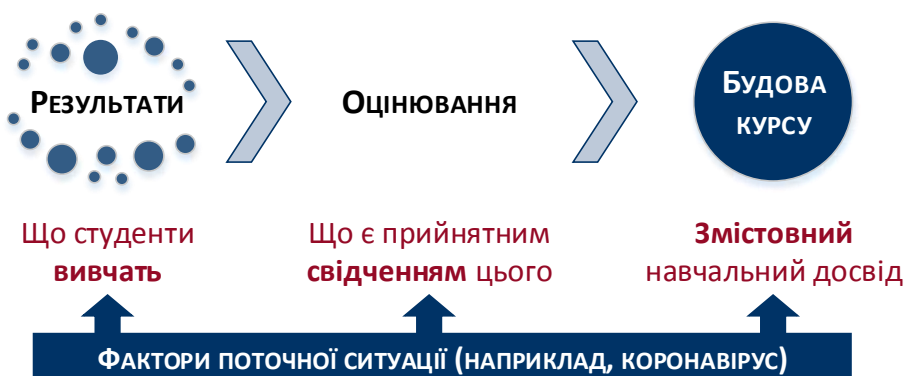 Результати
Оцінювання
Будова
курсу
Що студенти
вивчать
Що є прийнятним
свідченням цього
Змістовний
навчальний досвід
Фактори поточної ситуації (наприклад, коронавірус)